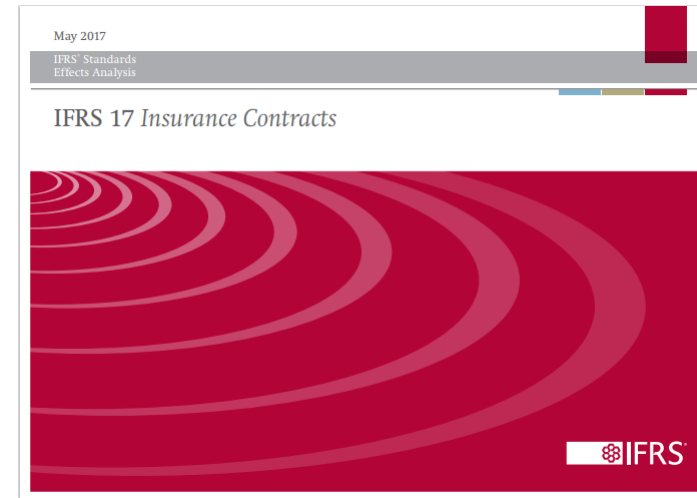 May 2017
IFRS® Standards
Effects Analysis
IFRS 17 Insurance Contracts
IFRS®